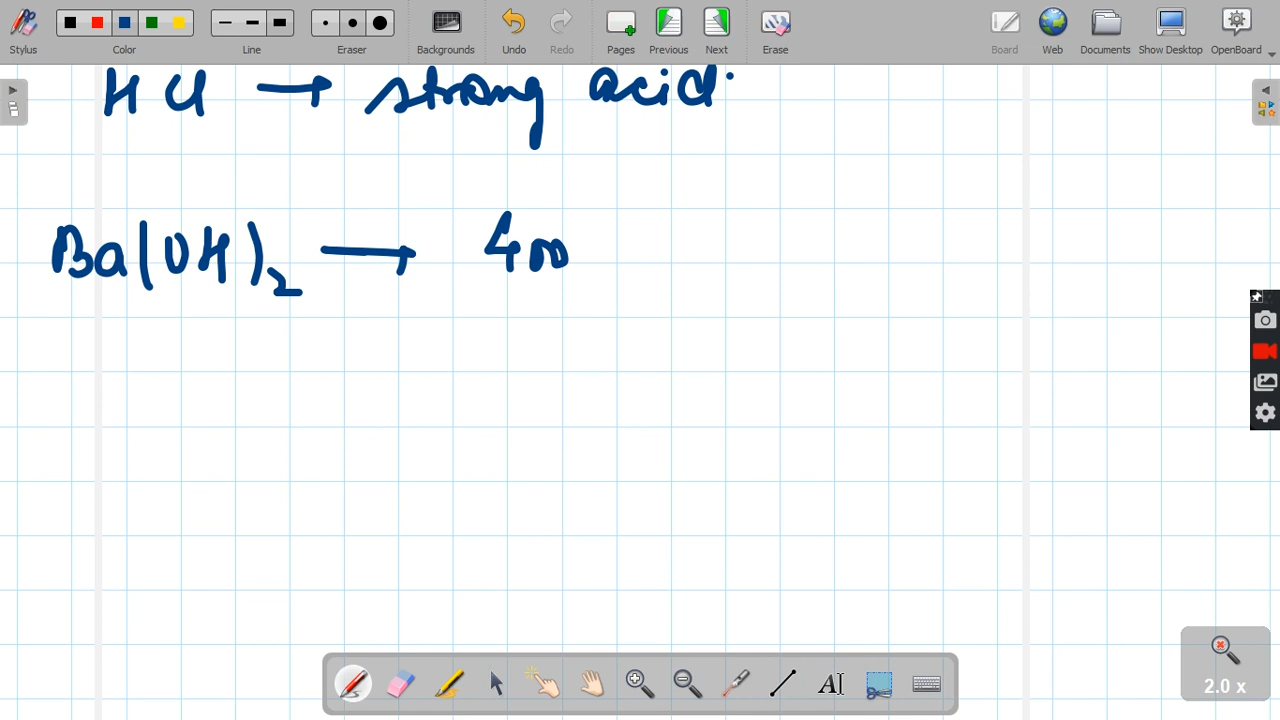 Stylus
Color
Line
Eraser
Backgrounds
Undo
Redo
Pages
Previous
Next
Erase
Board
Web
Documents
Show Desktop
OpenBoard
HCl → strong acid
Ba(OH)₂ → 400
2.0 x